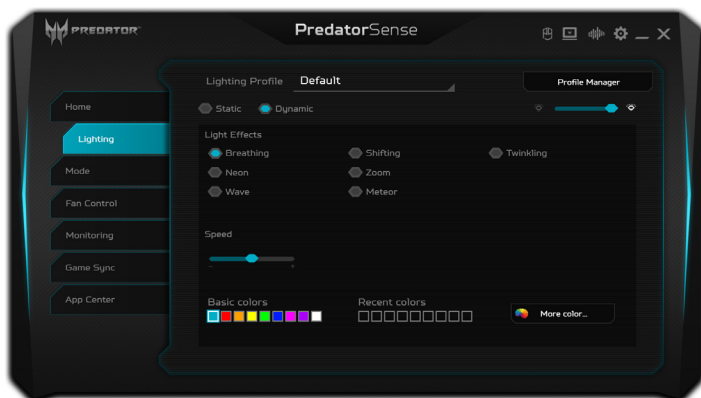 PREDATOR
PredatorSense
Lighting Profile Default
Profile Manager
Static Dynamic
Home
Lighting
Mode
Fan Control
Monitoring
Game Sync
App Center
Light Effects
Breathing Shifting Twinkling
Neon Zoom
Wave Meteor
Speed
- +
Basic colors Recent colors
More color...